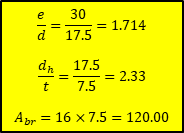 e/d = 30/17.5 = 1.714
d_h/t = 17.5/7.5 = 2.33
A_br = 16 × 7.5 = 120.00